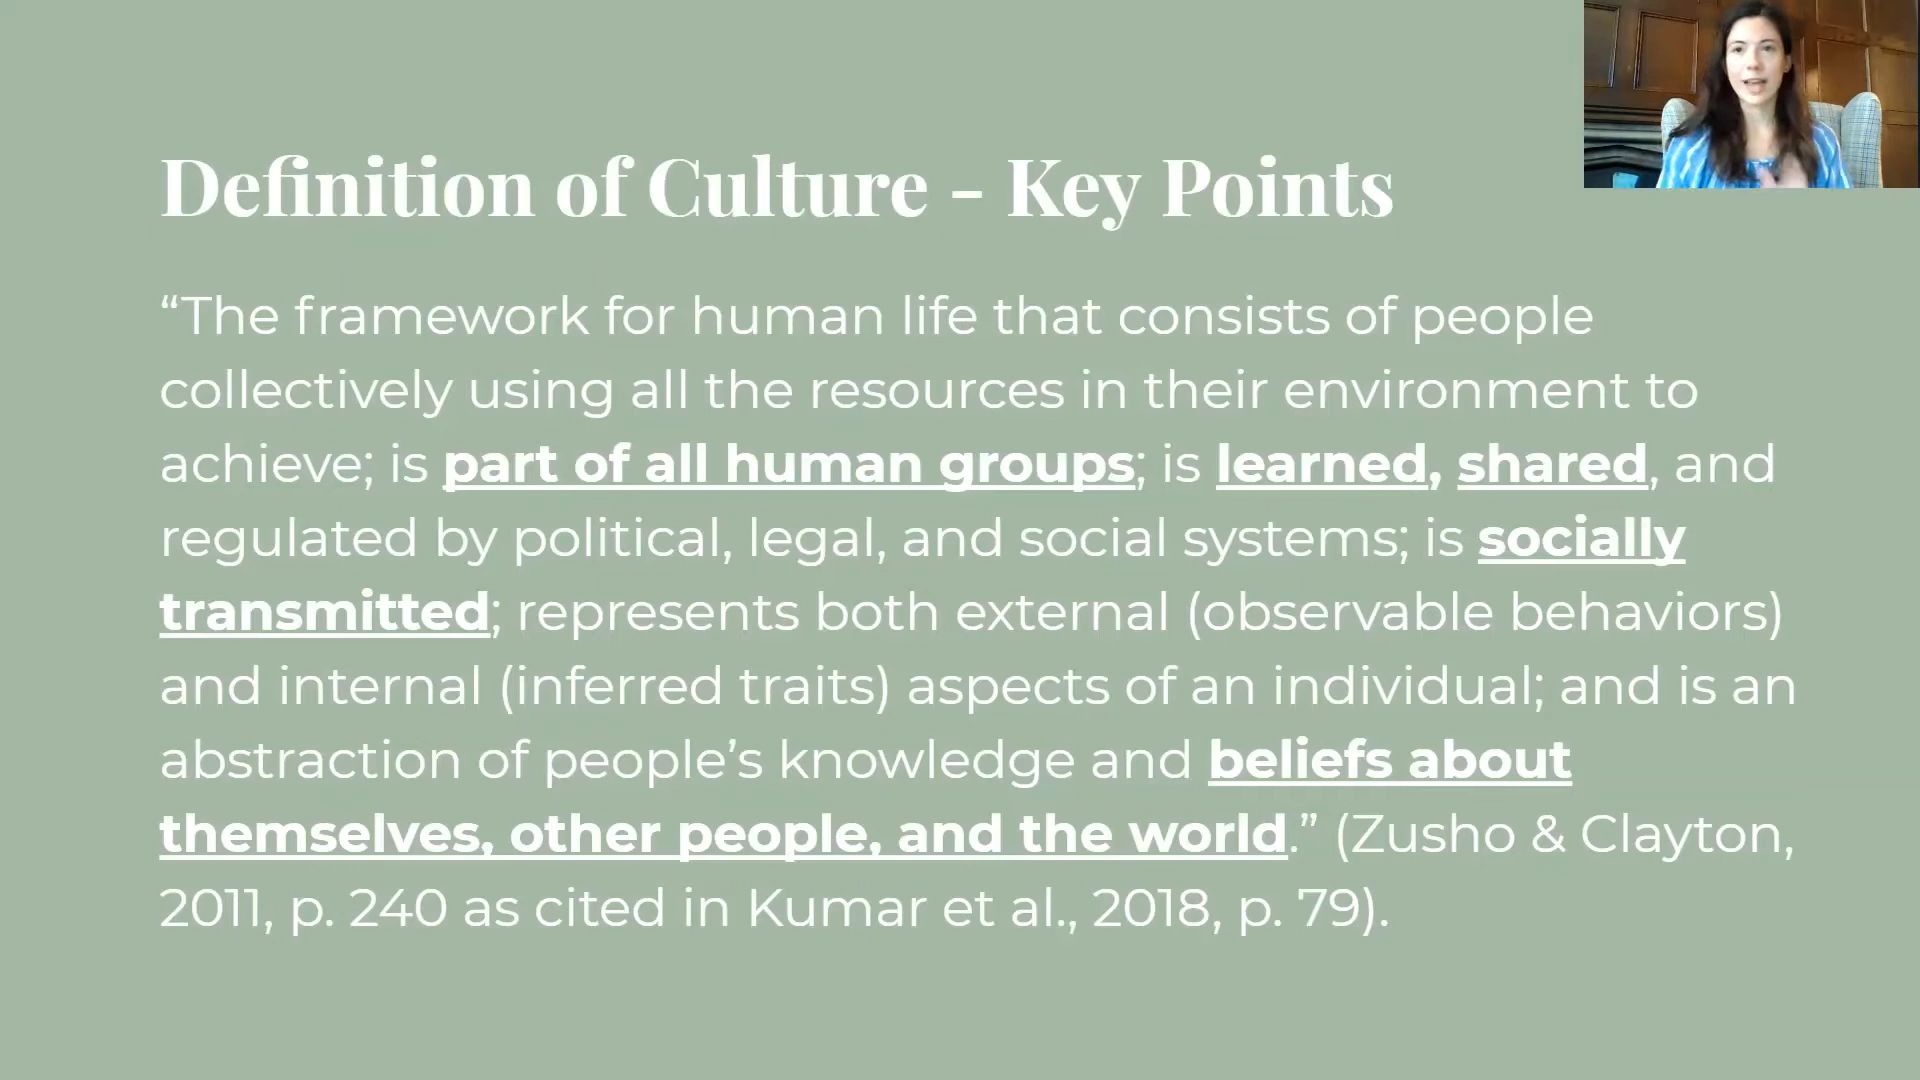 Definition of Culture - Key Points
“The framework for human life that consists of people
collectively using all the resources in their environment to
achieve; is part of all human groups; is learned, shared, and
regulated by political, legal, and social systems; is socially
transmitted; represents both external (observable behaviors)
and internal (inferred traits) aspects of an individual; and is an
abstraction of people’s knowledge and beliefs about
themselves, other people, and the world.” (Zusho & Clayton,
2011, p. 240 as cited in Kumar et al., 2018, p. 79).